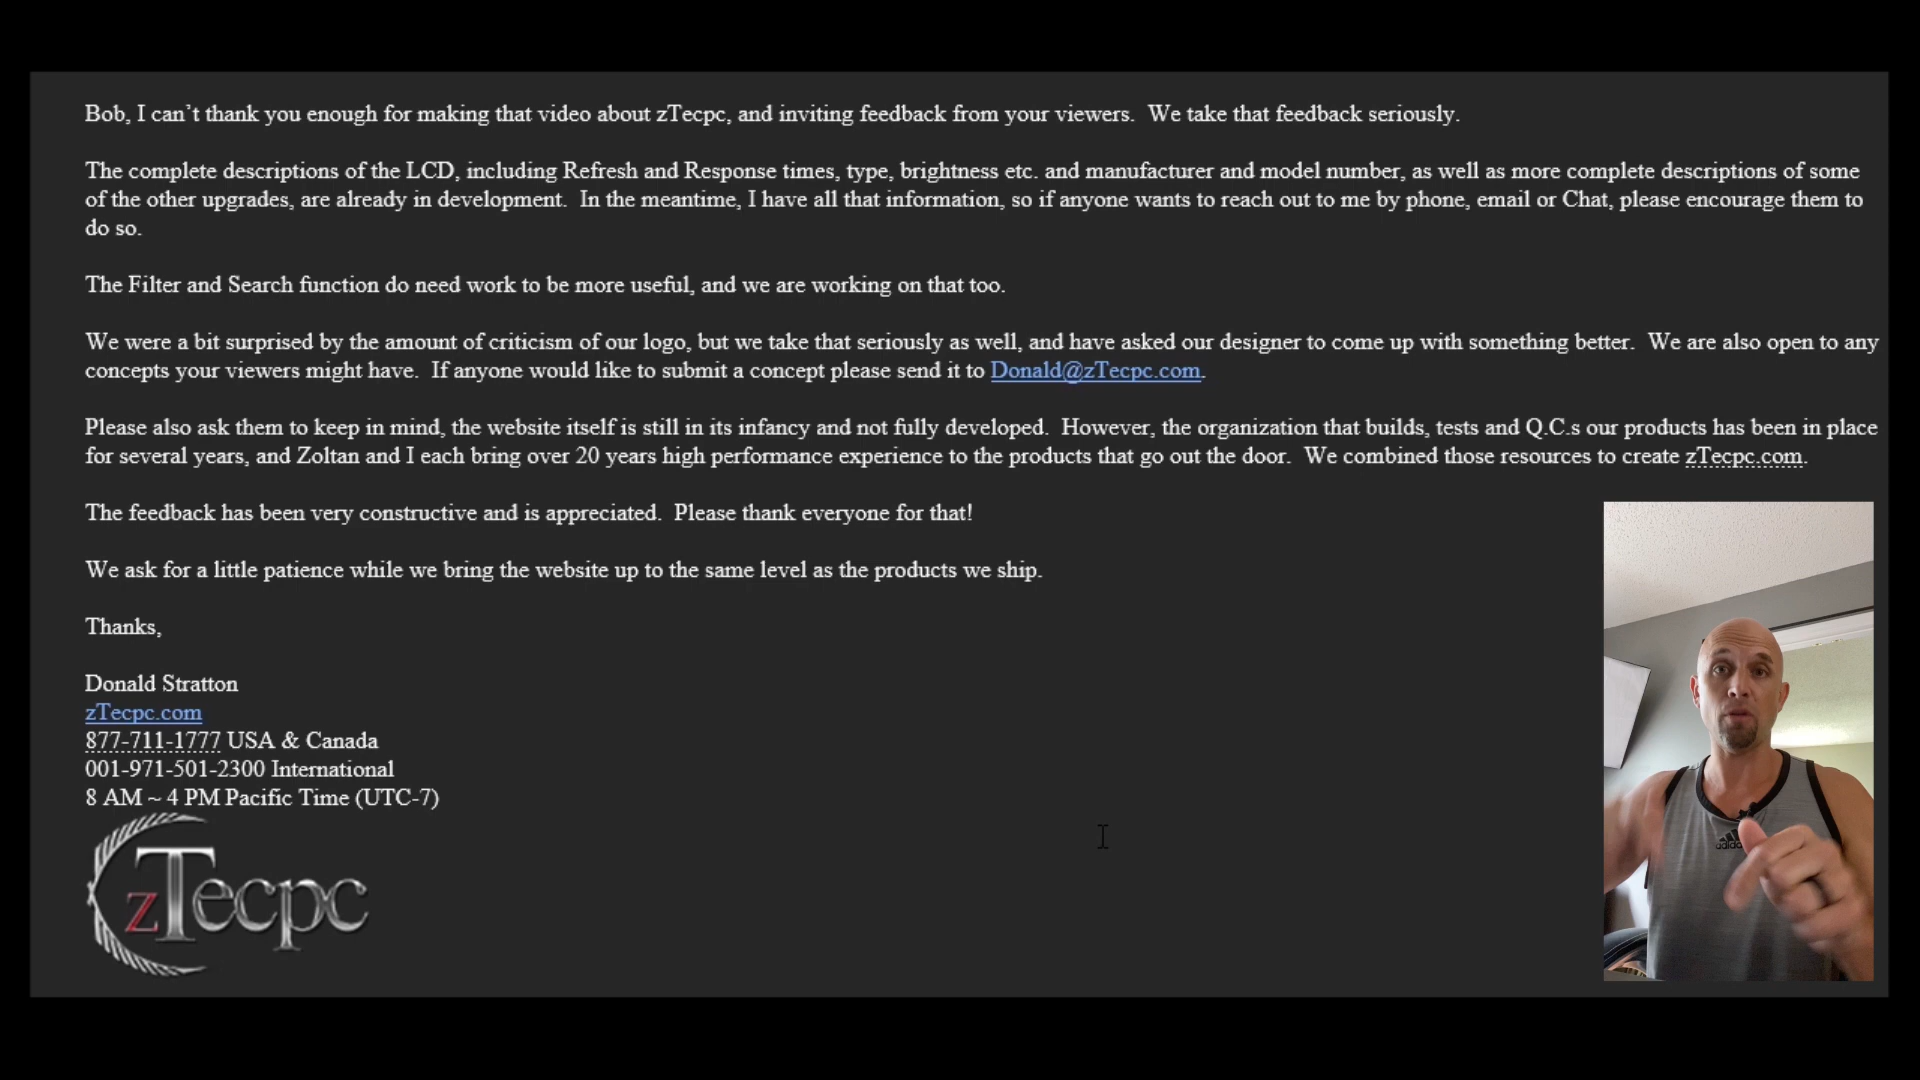 Bob, I can’t thank you enough for making that video about zTecpc, and inviting feedback from your viewers.  We take that feedback seriously.
The complete descriptions of the LCD, including Refresh and Response times, type, brightness etc. and manufacturer and model number, as well as more complete descriptions of some
of the other upgrades, are already in development.  In the meantime, I have all that information, so if anyone wants to reach out to me by phone, email or Chat, please encourage them to
do so.
The Filter and Search function do need work to be more useful, and we are working on that too.
We were a bit surprised by the amount of criticism of our logo, but we take that seriously as well, and have asked our designer to come up with something better.  We are also open to any
concepts your viewers might have.  If anyone would like to submit a concept please send it to Donald@zTecpc.com.
Please also ask them to keep in mind, the website itself is still in its infancy and not fully developed.  However, the organization that builds, tests and Q.C.s our products has been in place
for several years, and Zoltan and I each bring over 20 years high performance experience to the products that go out the door.  We combined those resources to create zTecpc.com.
The feedback has been very constructive and is appreciated.  Please thank everyone for that!
We ask for a little patience while we bring the website up to the same level as the products we ship.
Thanks,
Donald Stratton
zTecpc.com
877-711-1777 USA & Canada
001-971-501-2300 International
8 AM ~ 4 PM Pacific Time (UTC-7)
zTecpc
adidas